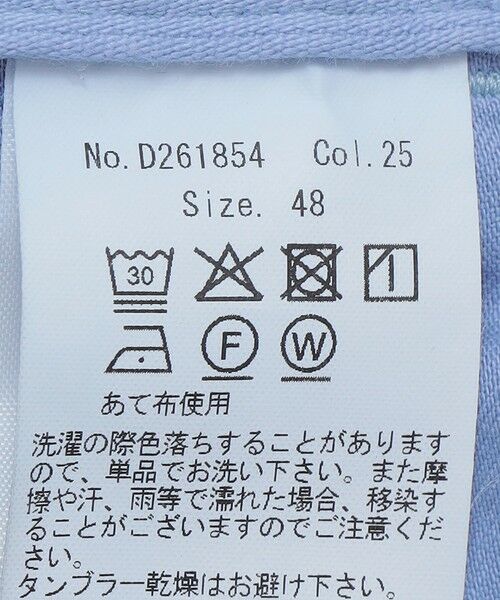 No. D261854 Col. 25
Size. 48
30
F W
あて布使用
洗濯の際色落ちすることがあります
ので、単品でお洗い下さい。また摩
擦や汗、雨等で濡れた場合、移染す
ることがございますのでご注意くだ
さい。
タンブラー乾燥はお避け下さい。